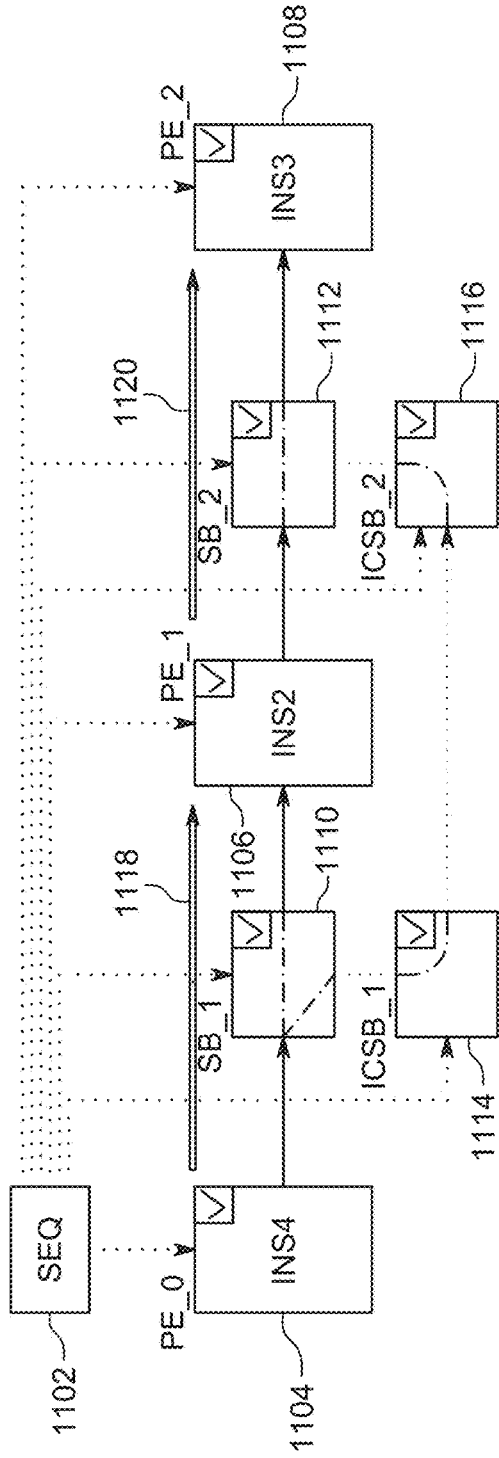 1102
SEQ
1118
1120
PE_0
PE_1
PE_2
V
INS4
1104
SB_1
V
1110
V
INS2
1106
SB_2
V
1112
V
INS3
1108
ICSB_1
V
1114
ICSB_2
V
1116